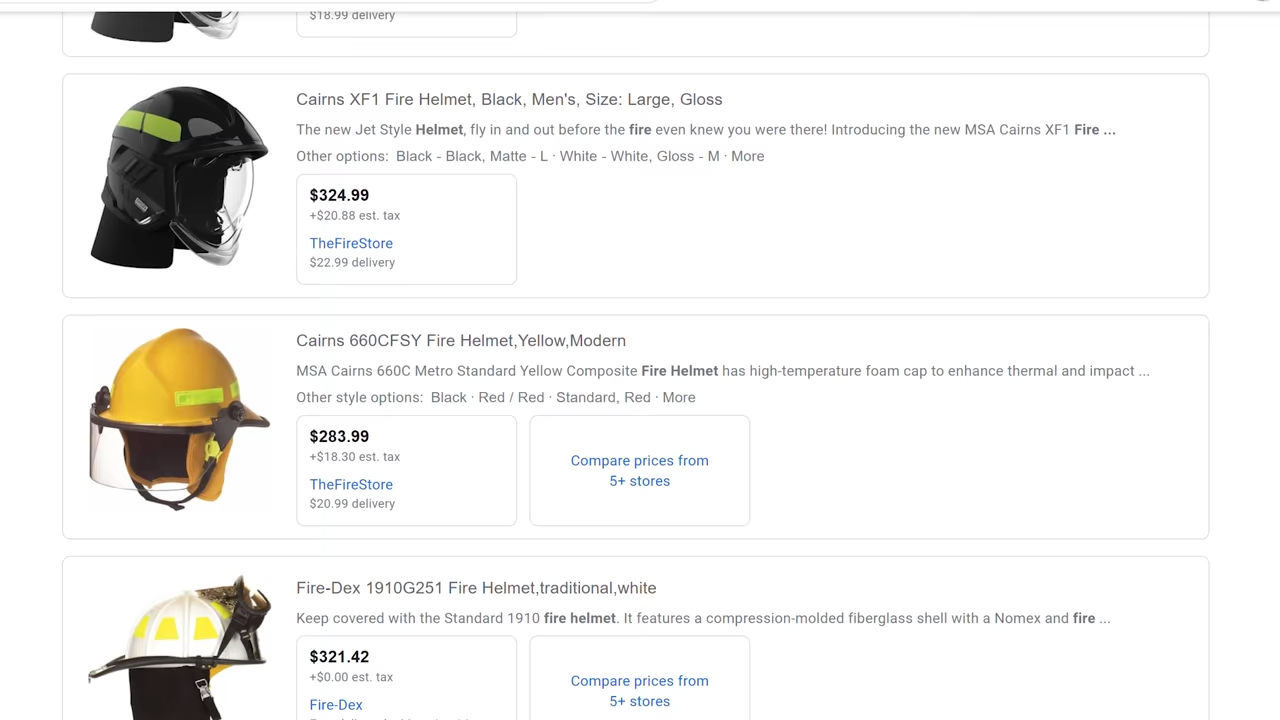 $18.99 delivery
Cairns XF1 Fire Helmet, Black, Men's, Size: Large, Gloss
The new Jet Style Helmet, fly in and out before the fire even knew you were there! Introducing the new MSA Cairns XF1 Fire ...
Other options: Black - Black, Matte - L · White - White, Gloss - M · More
$324.99
+$20.88 est. tax
TheFireStore
$22.99 delivery
Cairns 660CFSY Fire Helmet,Yellow,Modern
MSA Cairns 660C Metro Standard Yellow Composite Fire Helmet has high-temperature foam cap to enhance thermal and impact ...
Other style options: Black · Red / Red · Standard, Red · More
$283.99
+$18.30 est. tax
TheFireStore
$20.99 delivery
Compare prices from
5+ stores
Fire-Dex 1910G251 Fire Helmet,traditional,white
Keep covered with the Standard 1910 fire helmet. It features a compression-molded fiberglass shell with a Nomex and fire ...
$321.42
+$0.00 est. tax
Fire-Dex
Compare prices from
5+ stores